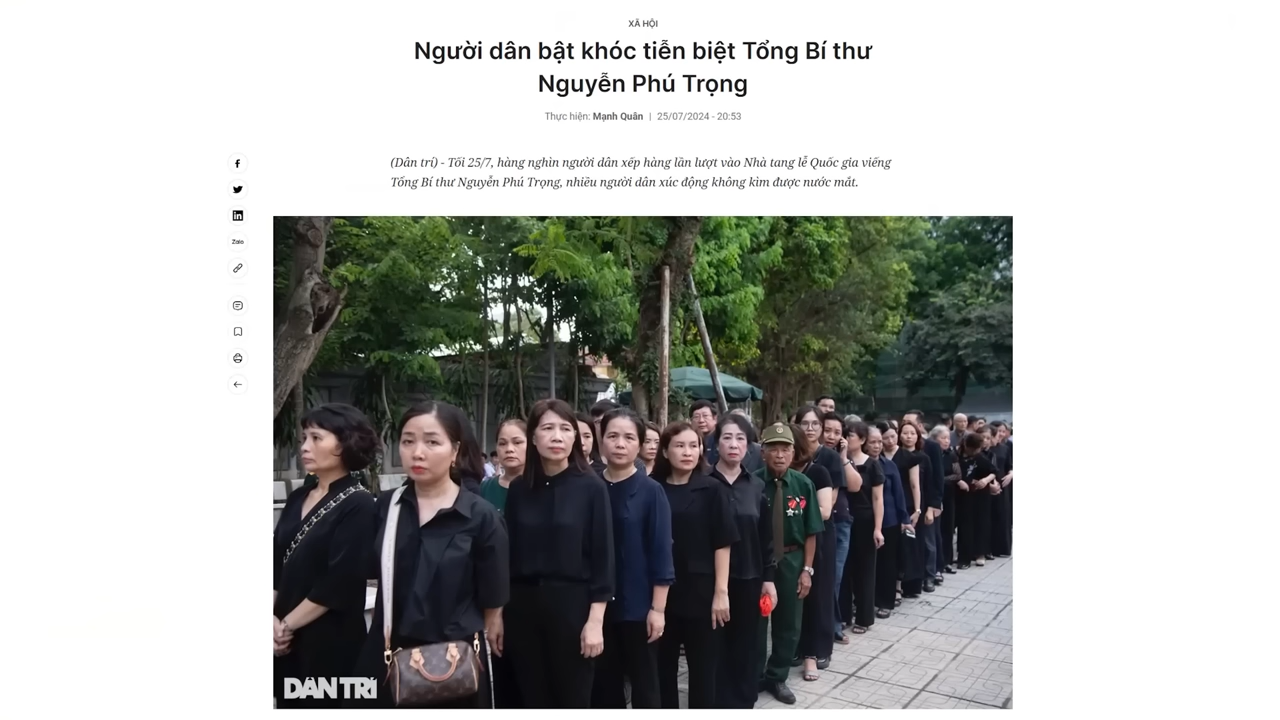 XÃ HỘI
Người dân bật khóc tiễn biệt Tổng Bí thư
Nguyễn Phú Trọng
Thực hiện: Mạnh Quân | 25/07/2024 - 20:53
(Dân trí) - Tối 25/7, hàng nghìn người dân xếp hàng lần lượt vào Nhà tang lễ Quốc gia viếng
Tổng Bí thư Nguyễn Phú Trọng, nhiều người dân xúc động không kìm được nước mắt.
Zalo
DÂN TRÍ